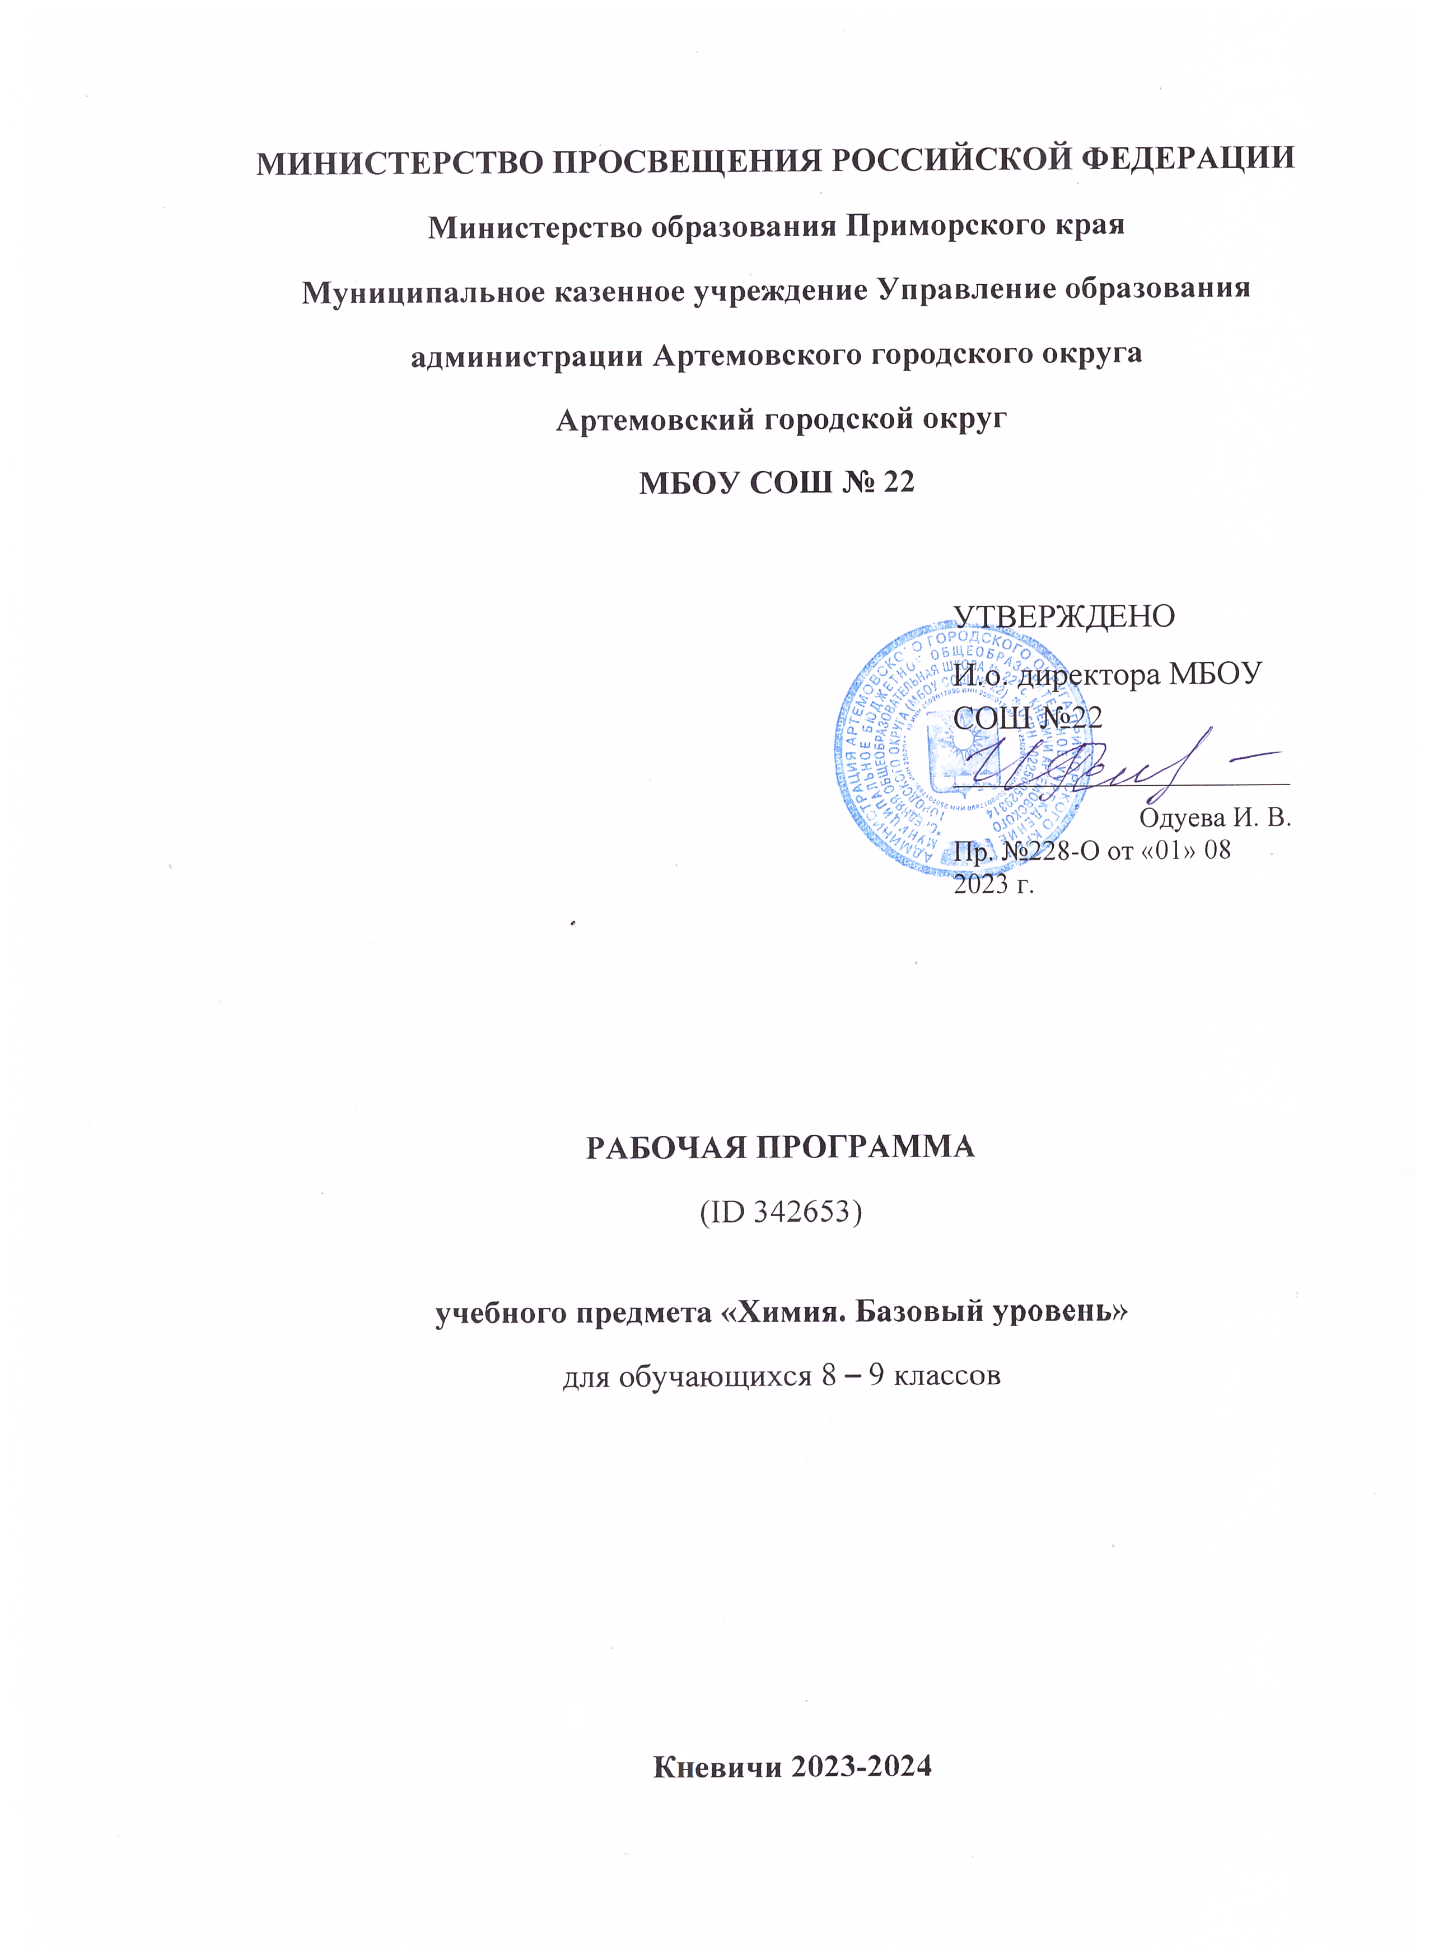 МИНИСТЕРСТВО ПРОСВЕЩЕНИЯ РОССИЙСКОЙ ФЕДЕРАЦИИ
Министерство образования Приморского края
Муниципальное казенное учреждение Управление образования
администрации Артемовского городского округа
Артемовский городской округ
МБОУ СОШ № 22
УТВЕРЖДЕНО
И.о. директора МБОУ
СОШ №22
Одуева И. В.
Пр. №228-О от «01» 08
2023 г.
РАБОЧАЯ ПРОГРАММА
(ID 342653)
учебного предмета «Химия. Базовый уровень»
для обучающихся 8 – 9 классов
Кневичи 2023-2024